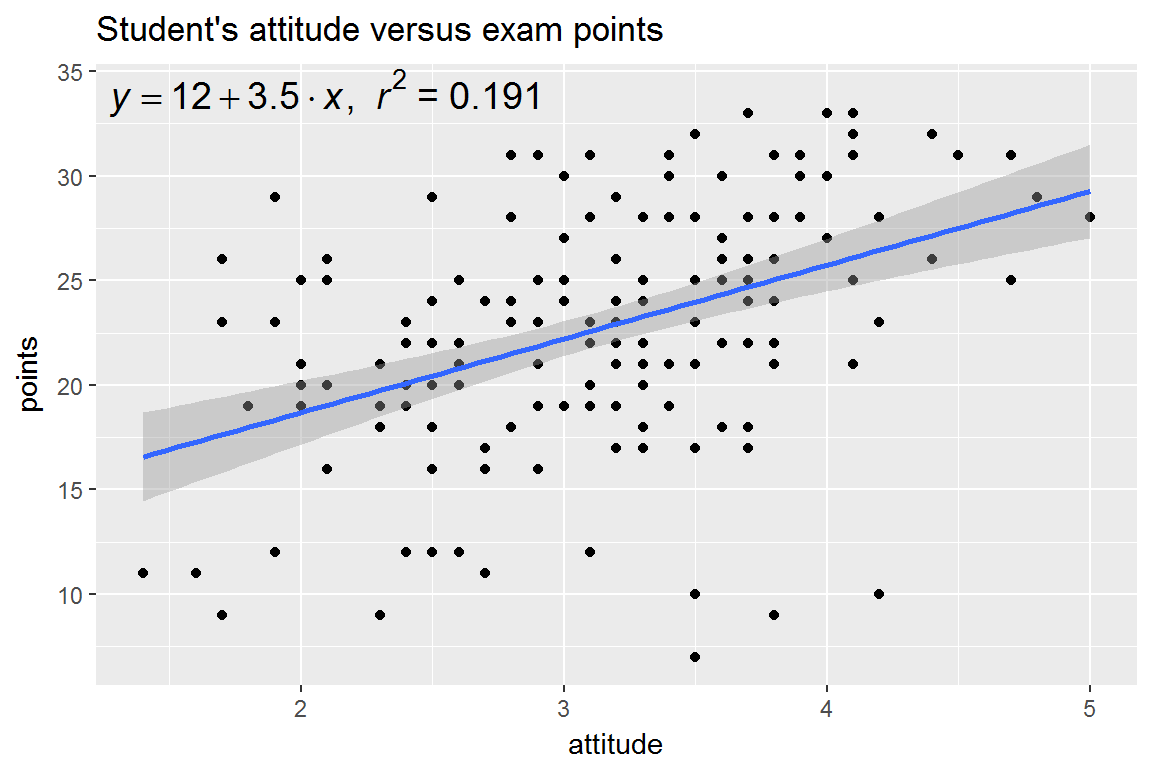 Student's attitude versus exam points
y = 12 + 3.5 · x, r² = 0.191
35
30
25
20
15
10
points
2 3 4 5
attitude